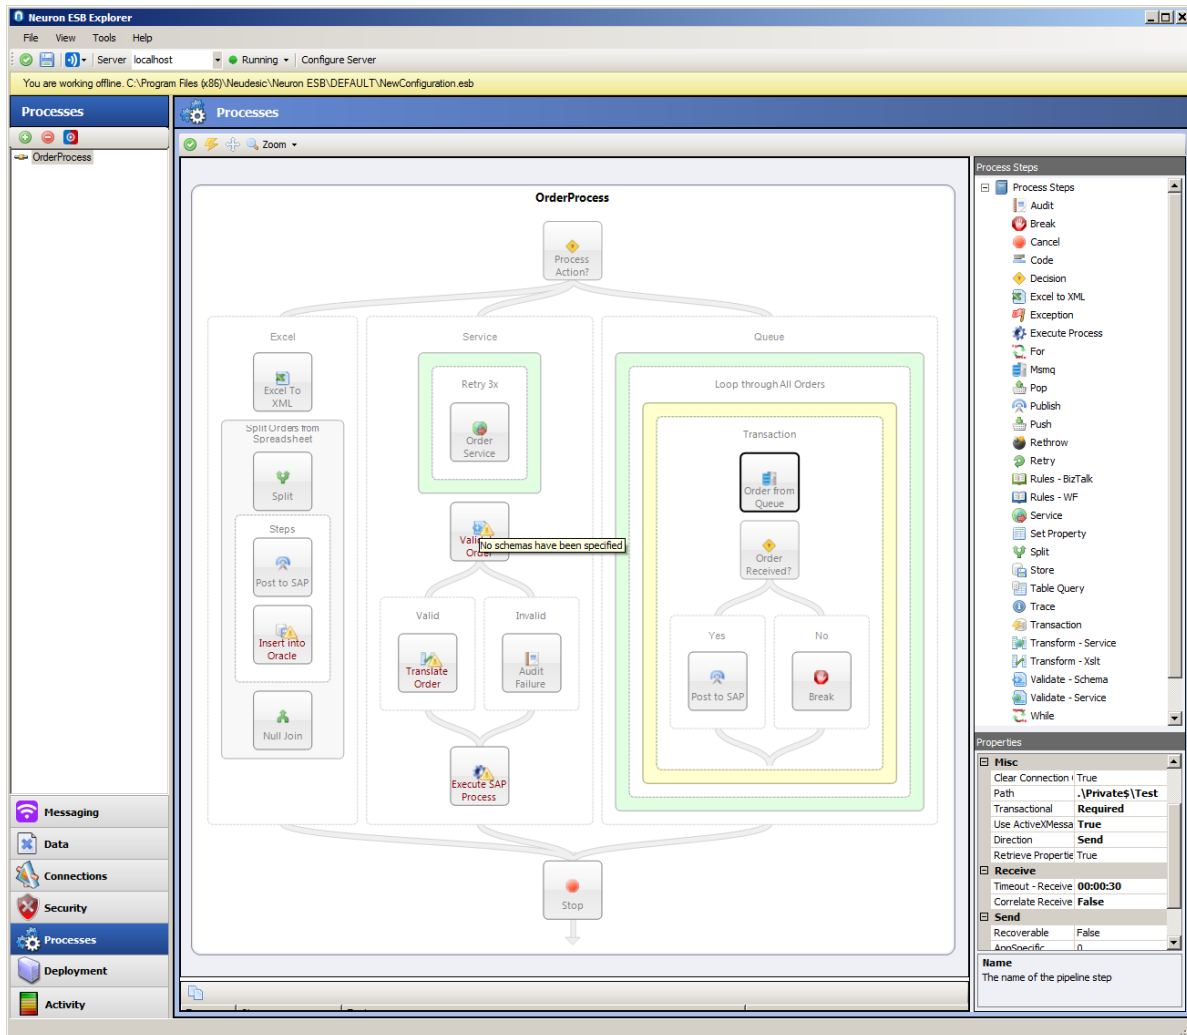 Neuron ESB Explorer
File View Tools Help
Server localhost Running Configure Server
You are working offline. C:\Program Files (x86)\Neudesic\Neuron ESB\DEFAULT\NewConfiguration.esb
Processes
OrderProcess
Messaging
Data
Connections
Security
Processes
Deployment
Activity
Processes
Zoom
OrderProcess
Process
Action?
Excel
Excel To
XML
Split Orders from
Spreadsheet
Split
Steps
Post to SAP
Insert into
Oracle
Null Join
Service
Retry 3x
Order
Service
No schemas have been specified
Order
Valid
Translate
Order
Invalid
Audit
Failure
Execute SAP
Process
Queue
Loop through All Orders
Transaction
Order from
Queue
Order
Received?
Yes
Post to SAP
No
Break
Stop
Process Steps
Process Steps
Audit
Break
Cancel
Code
Decision
Excel to XML
Exception
Execute Process
For
Msmq
Pop
Publish
Push
Rethrow
Retry
Rules - BizTalk
Rules - WF
Service
Set Property
Split
Store
Table Query
Trace
Transaction
Transform - Service
Transform - Xslt
Validate - Schema
Validate - Service
While
Properties
Misc
Clear Connection True
Path .\Private$\Test
Transactional Required
Use ActiveXMessa True
Direction Send
Retrieve Propertie True
Receive
Timeout - Receive 00:00:30
Correlate Receive False
Send
Recoverable False
AppSpecific 0
Name
The name of the pipeline step